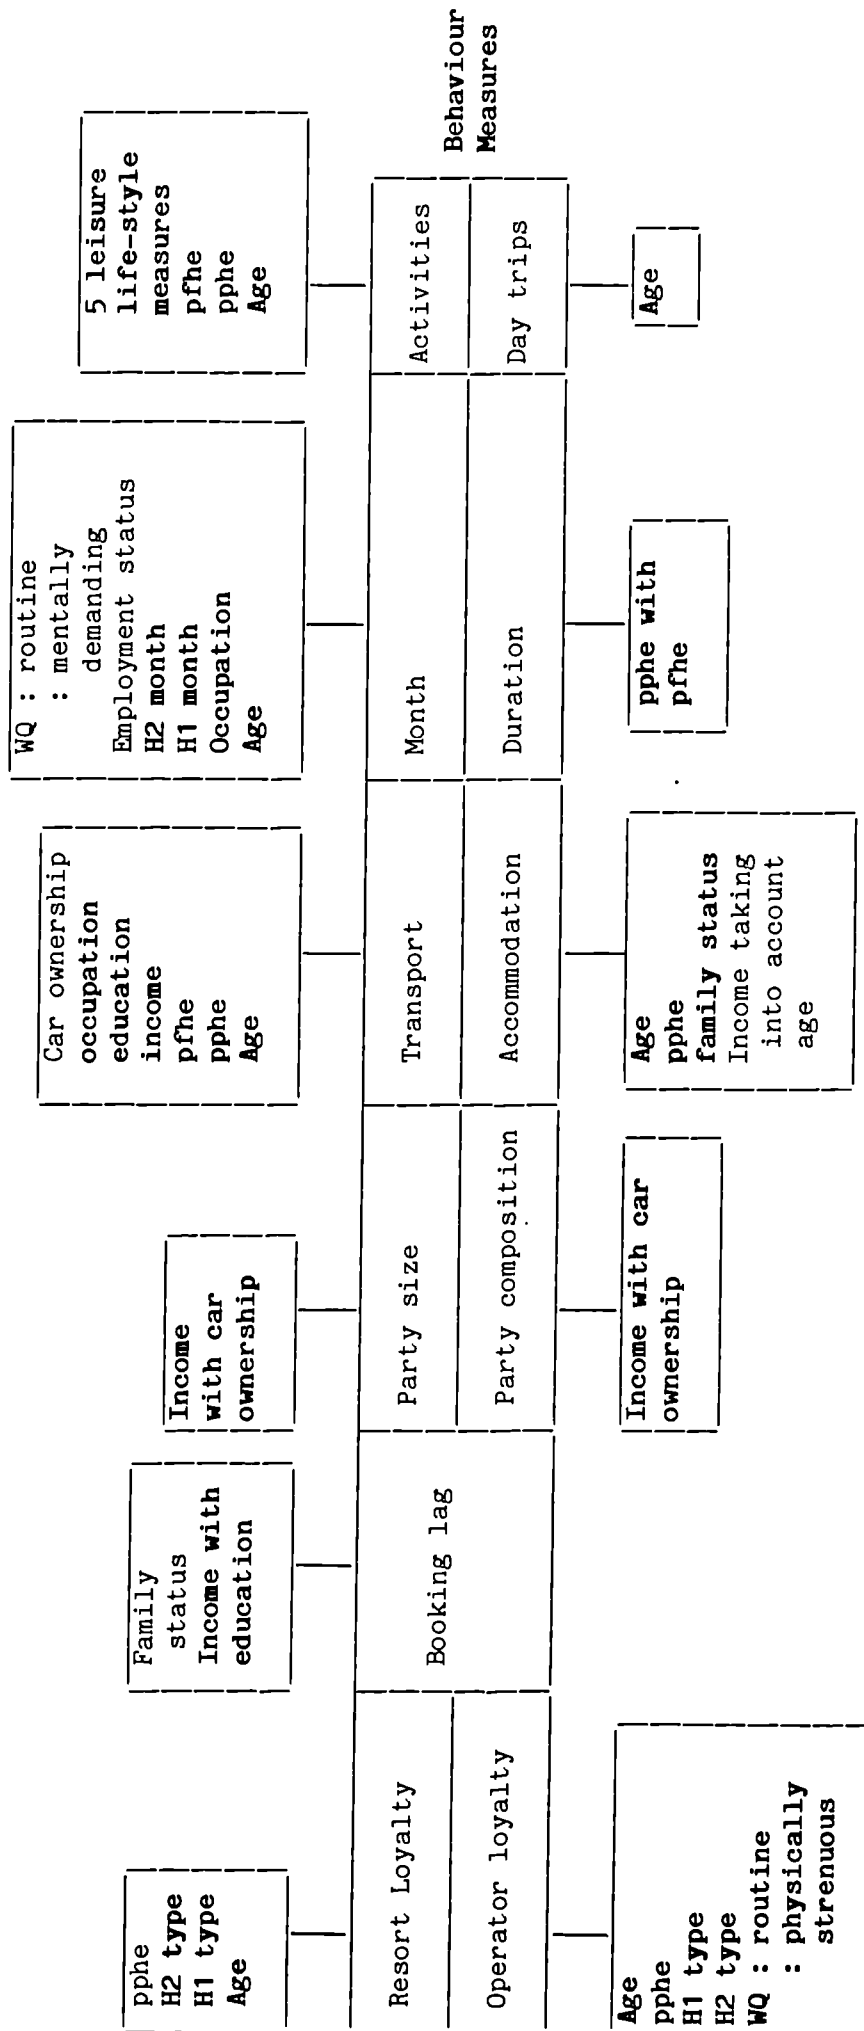 pphe
H2 type
H1 type
Age
Family
status
Income with
education
Income
with car
ownership
Car ownership
occupation
education
income
pfhe
pphe
Age
WQ : routine
: mentally
demanding
Employment status
H2 month
H1 month
Occupation
Age
5 leisure
life-style
measures
pfhe
pphe
Age
Resort Loyalty
Operator loyalty
Booking lag
Party size
Party composition
Transport
Accommodation
Month
Duration
Activities
Day trips
Behaviour
Measures
Age
pphe
H1 type
H2 type
WQ : routine
: physically
strenuous
Income with car
ownership
Age
pphe
family status
Income taking
into account
age
pphe with
pfhe
Age